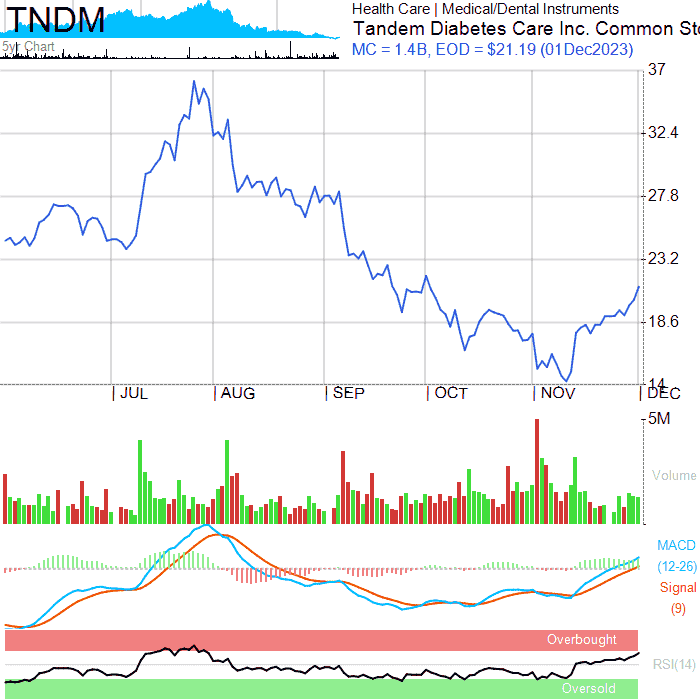 TNDM
5yr Chart
Health Care | Medical/Dental Instruments
Tandem Diabetes Care Inc. Common Sto
MC = 1.4B, EOD = $21.19 (01Dec2023)
37
32.4
27.8
23.2
18.6
14
JUL
AUG
SEP
OCT
NOV
DEC
5M
Volume
MACD
(12-26)
Signal
(9)
Overbought
RSI(14)
Oversold